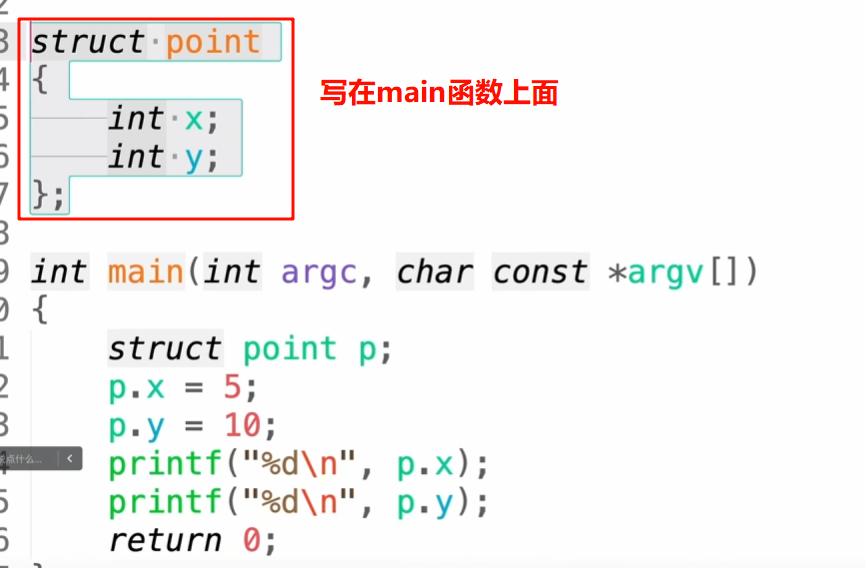 3 struct point
写在main函数上面
4 {
5 int x;
6 int y;
7 };
8
9 int main(int argc, char const *argv[])
0 {
1 struct point p;
2 p.x = 5;
3 p.y = 10;
点什么...
printf("%d\n", p.x);
5 printf("%d\n", p.y);
6 return 0;